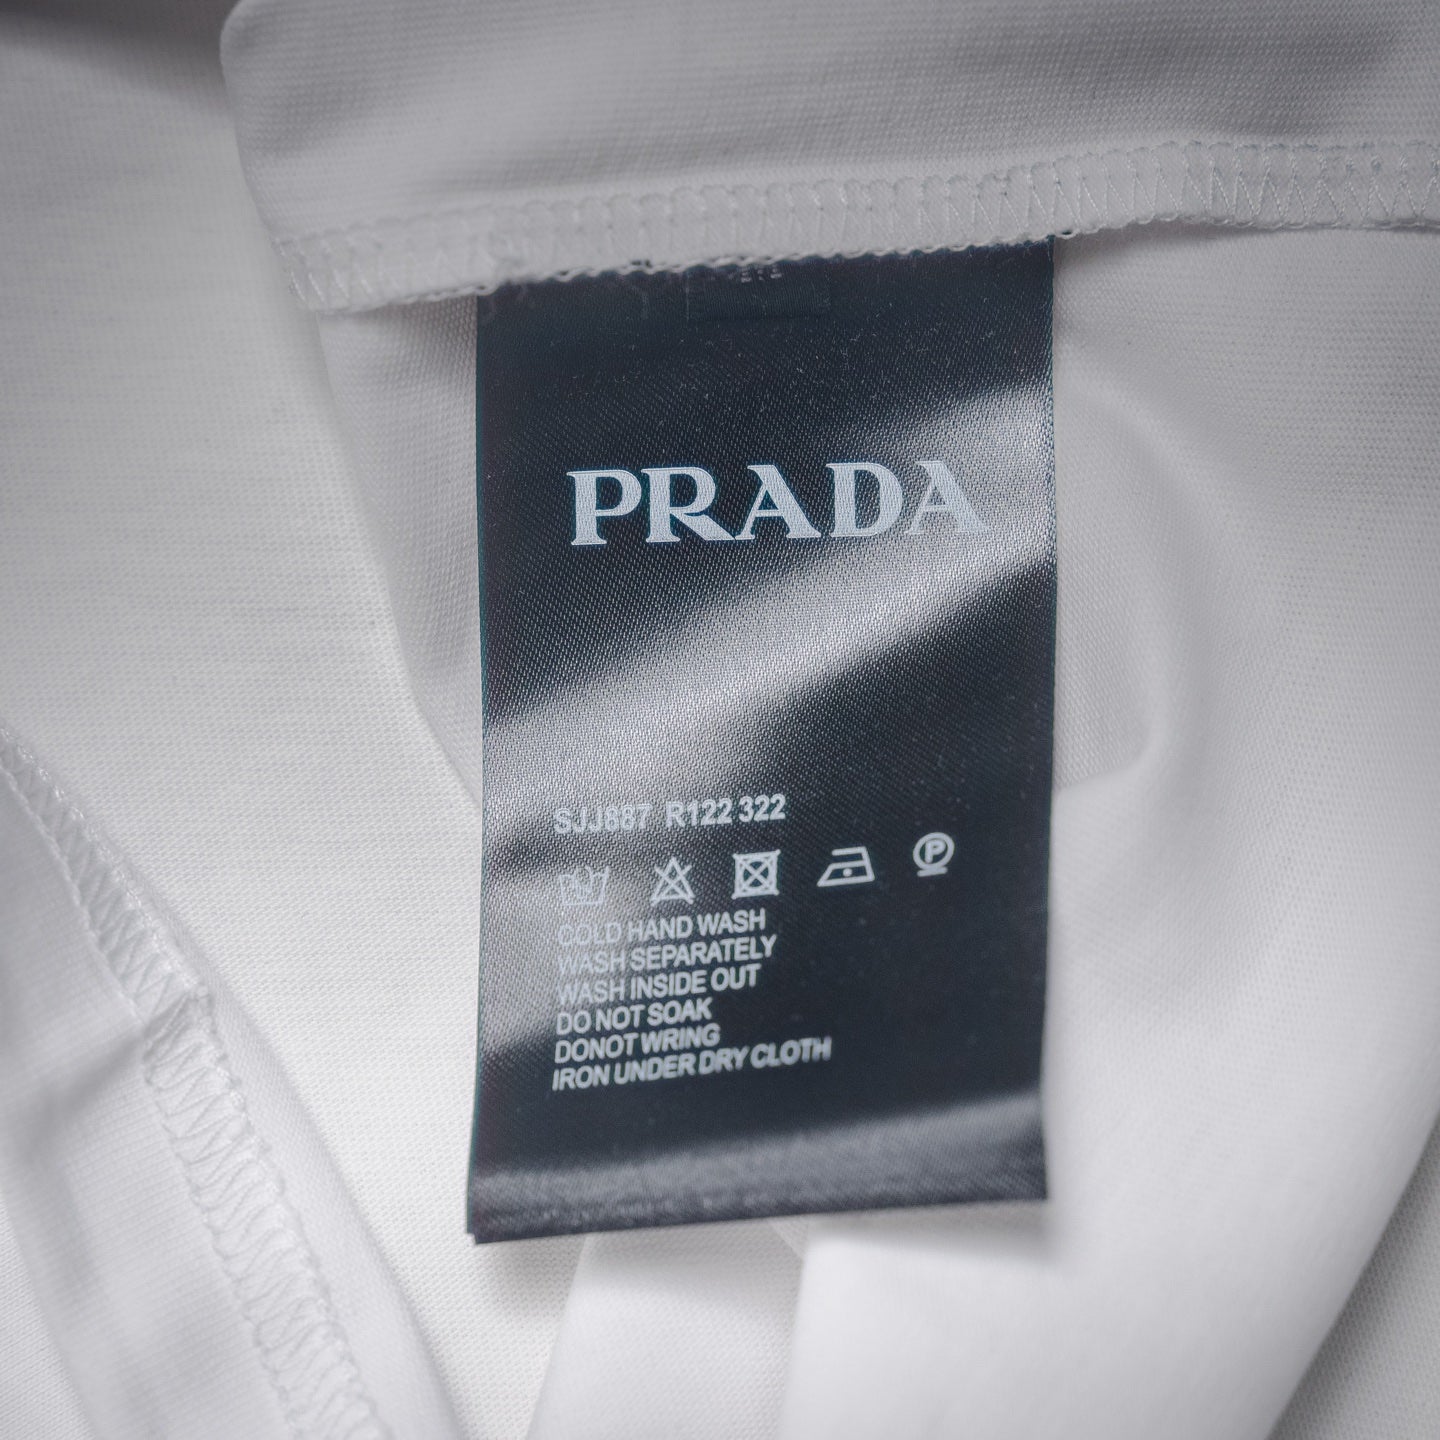 PRADA
SJJ887 R122 322
P
COLD HAND WASH
WASH SEPARATELY
WASH INSIDE OUT
DO NOT SOAK
DONOT WRING
IRON UNDER DRY CLOTH